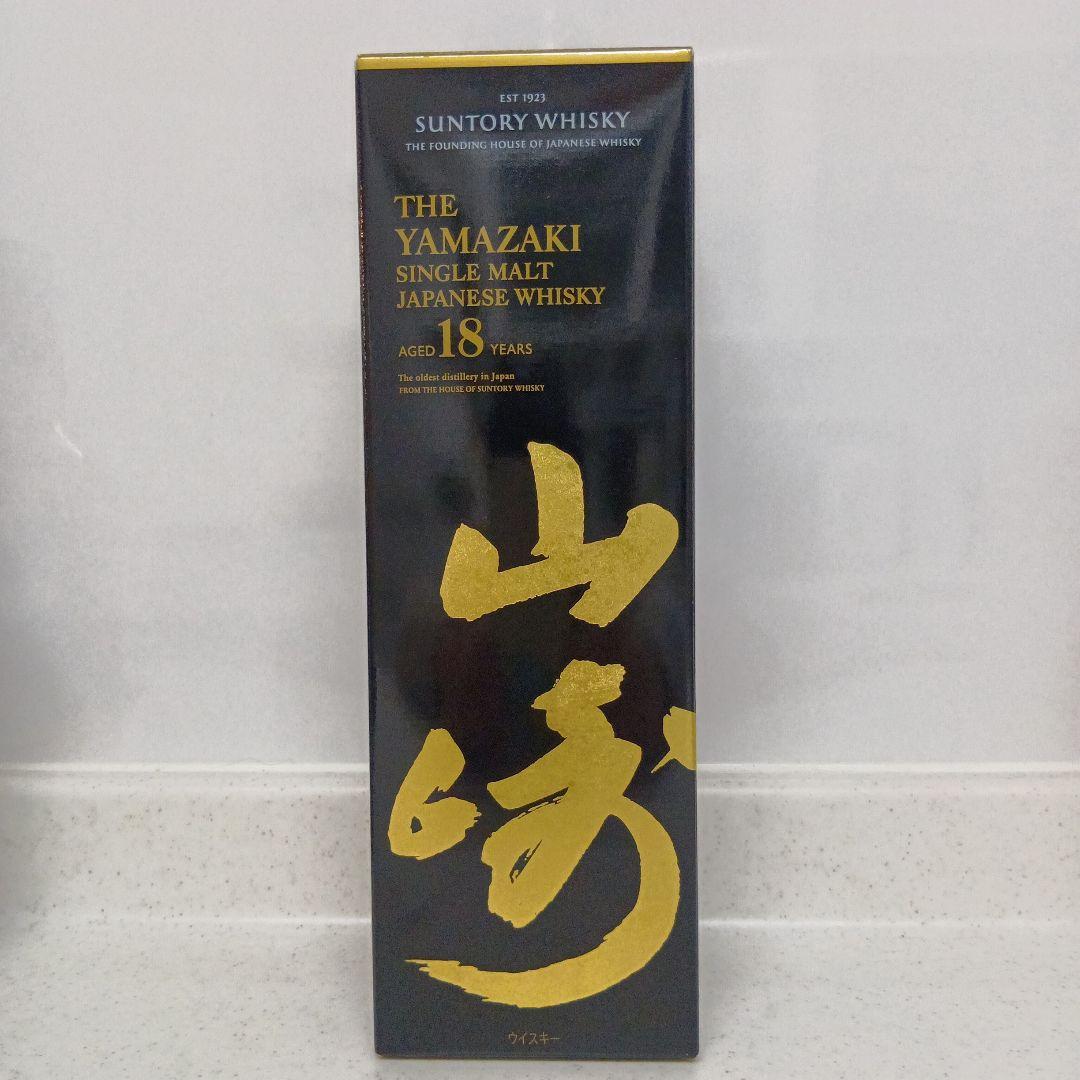 EST 1923
SUNTORY WHISKY
THE FOUNDING HOUSE OF JAPANESE WHISKY
THE
YAMAZAKI
SINGLE MALT
JAPANESE WHISKY
AGED 18 YEARS
The oldest distillery in Japan
FROM THE HOUSE OF SUNTORY WHISKY
山
崎
ウイスキー